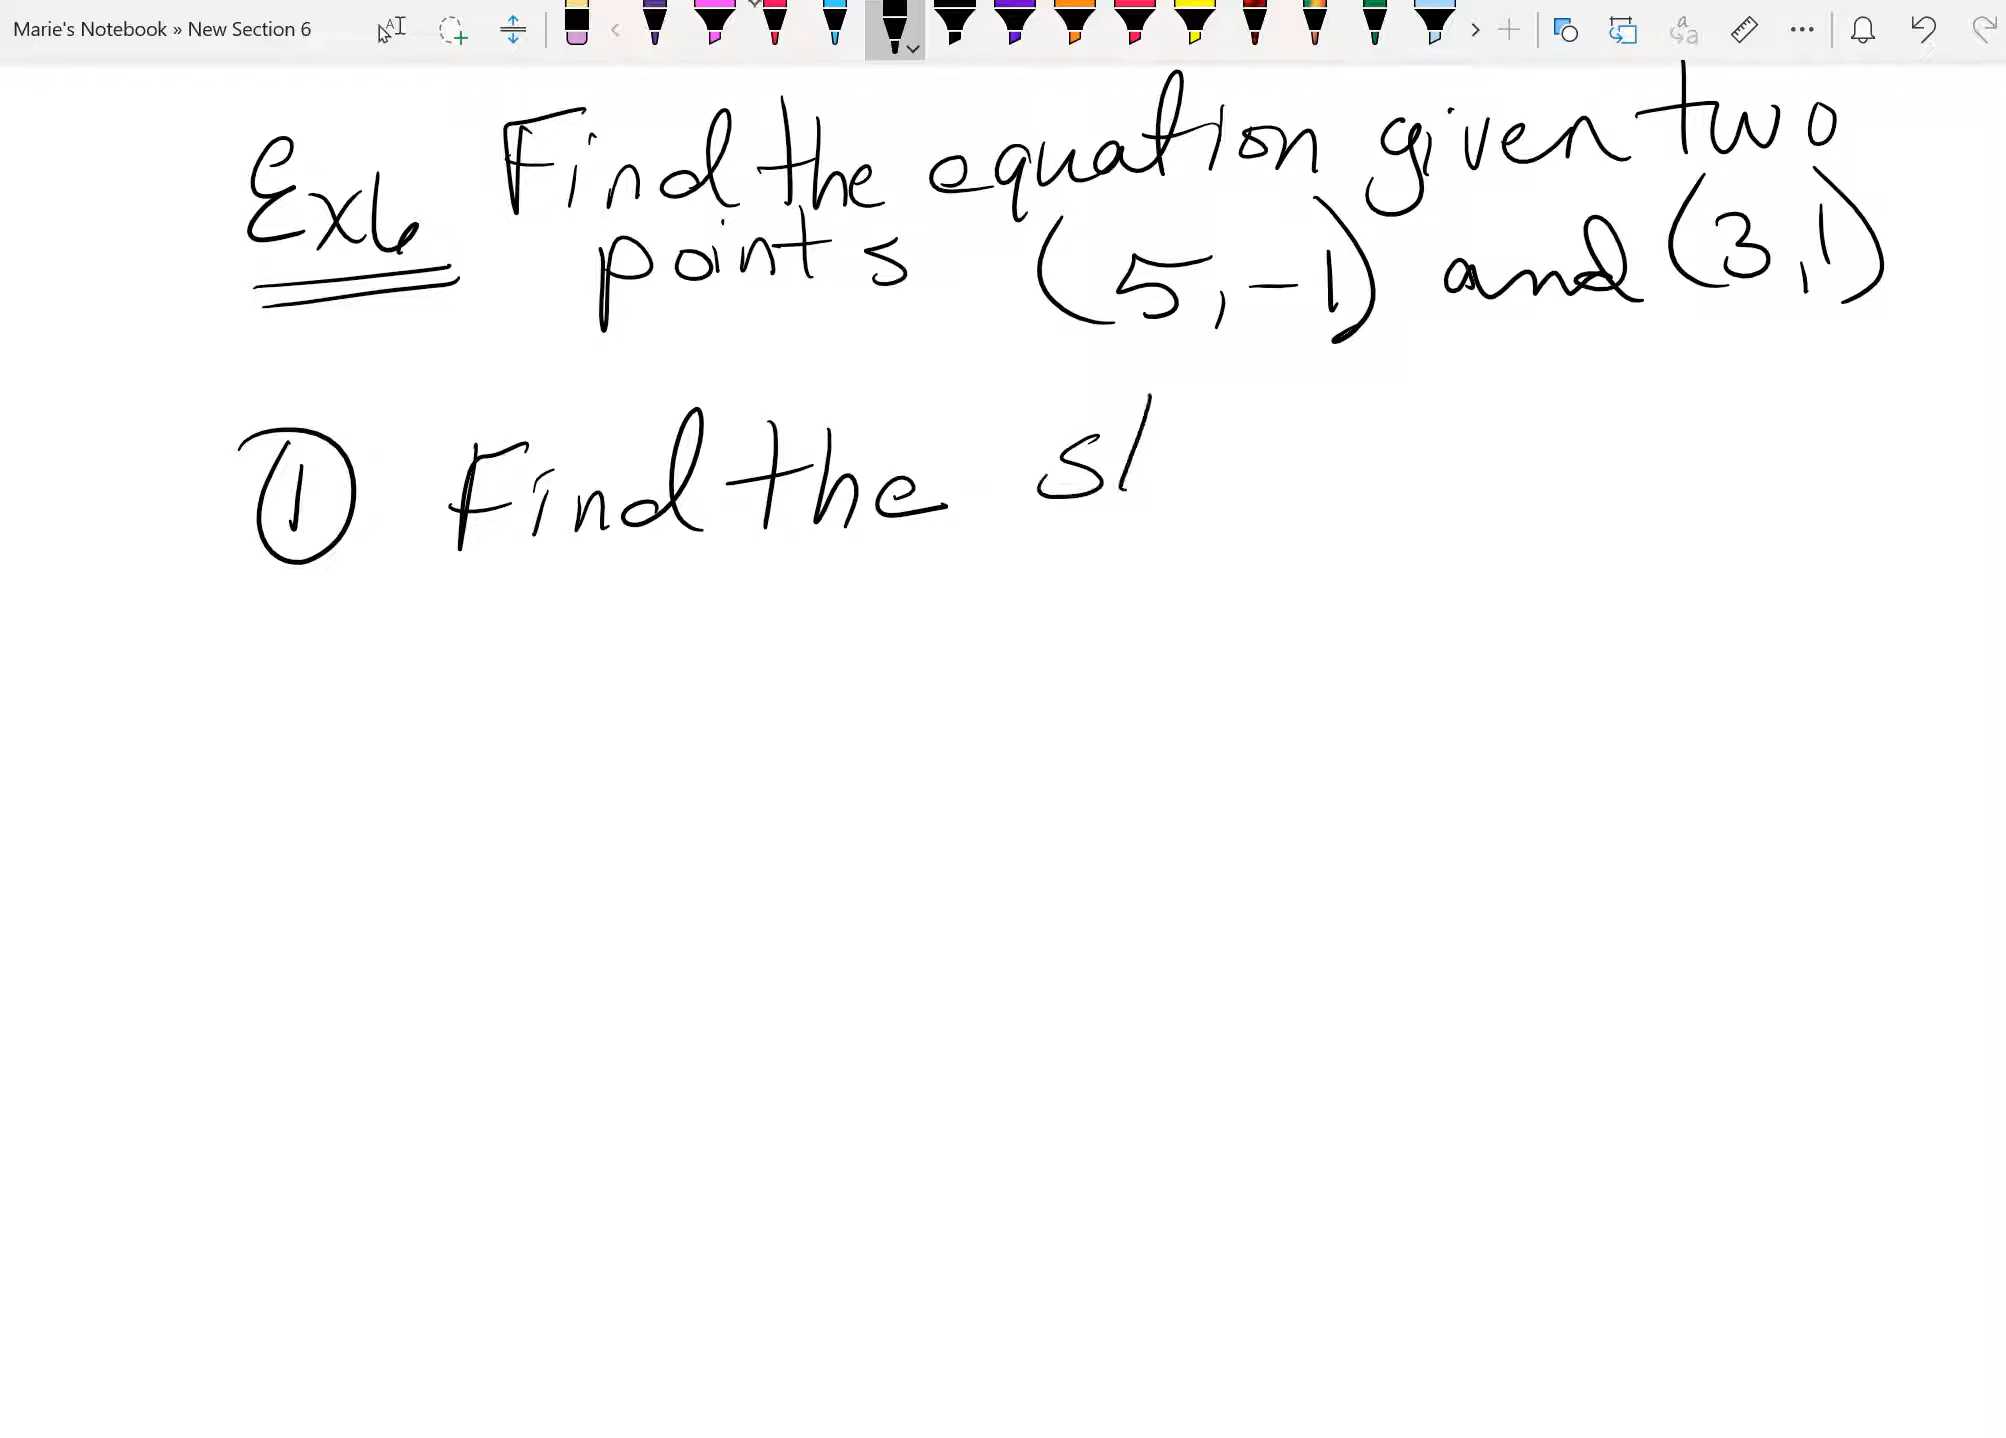 Marie's Notebook » New Section 6
Ex6 Find the equation given two
points (5,-1) and (3,1)
① Find the sl